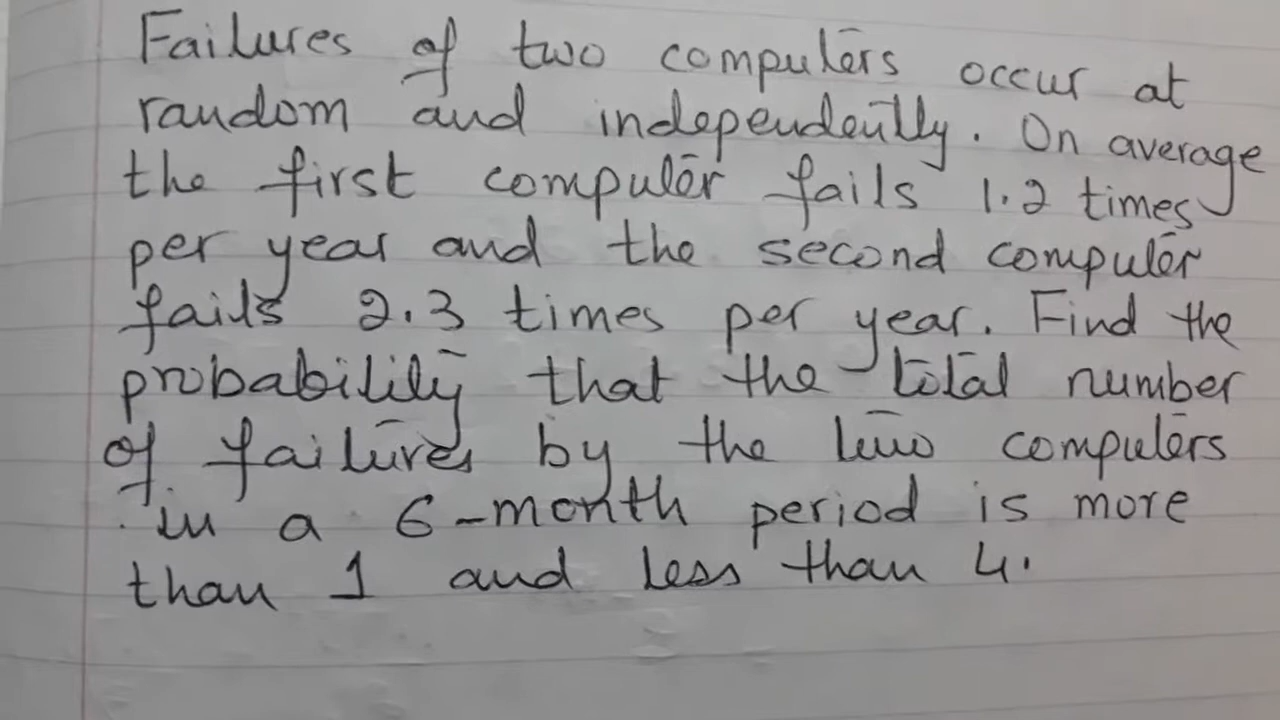 Failures of two computers occur at
random and independently. On average
the first computer fails 1.2 times
per year and the second computer
fails 2.3 times per year. Find the
probability that the total number
of failures by the two computers
in a 6-month period is more
than 1 and less than 4.